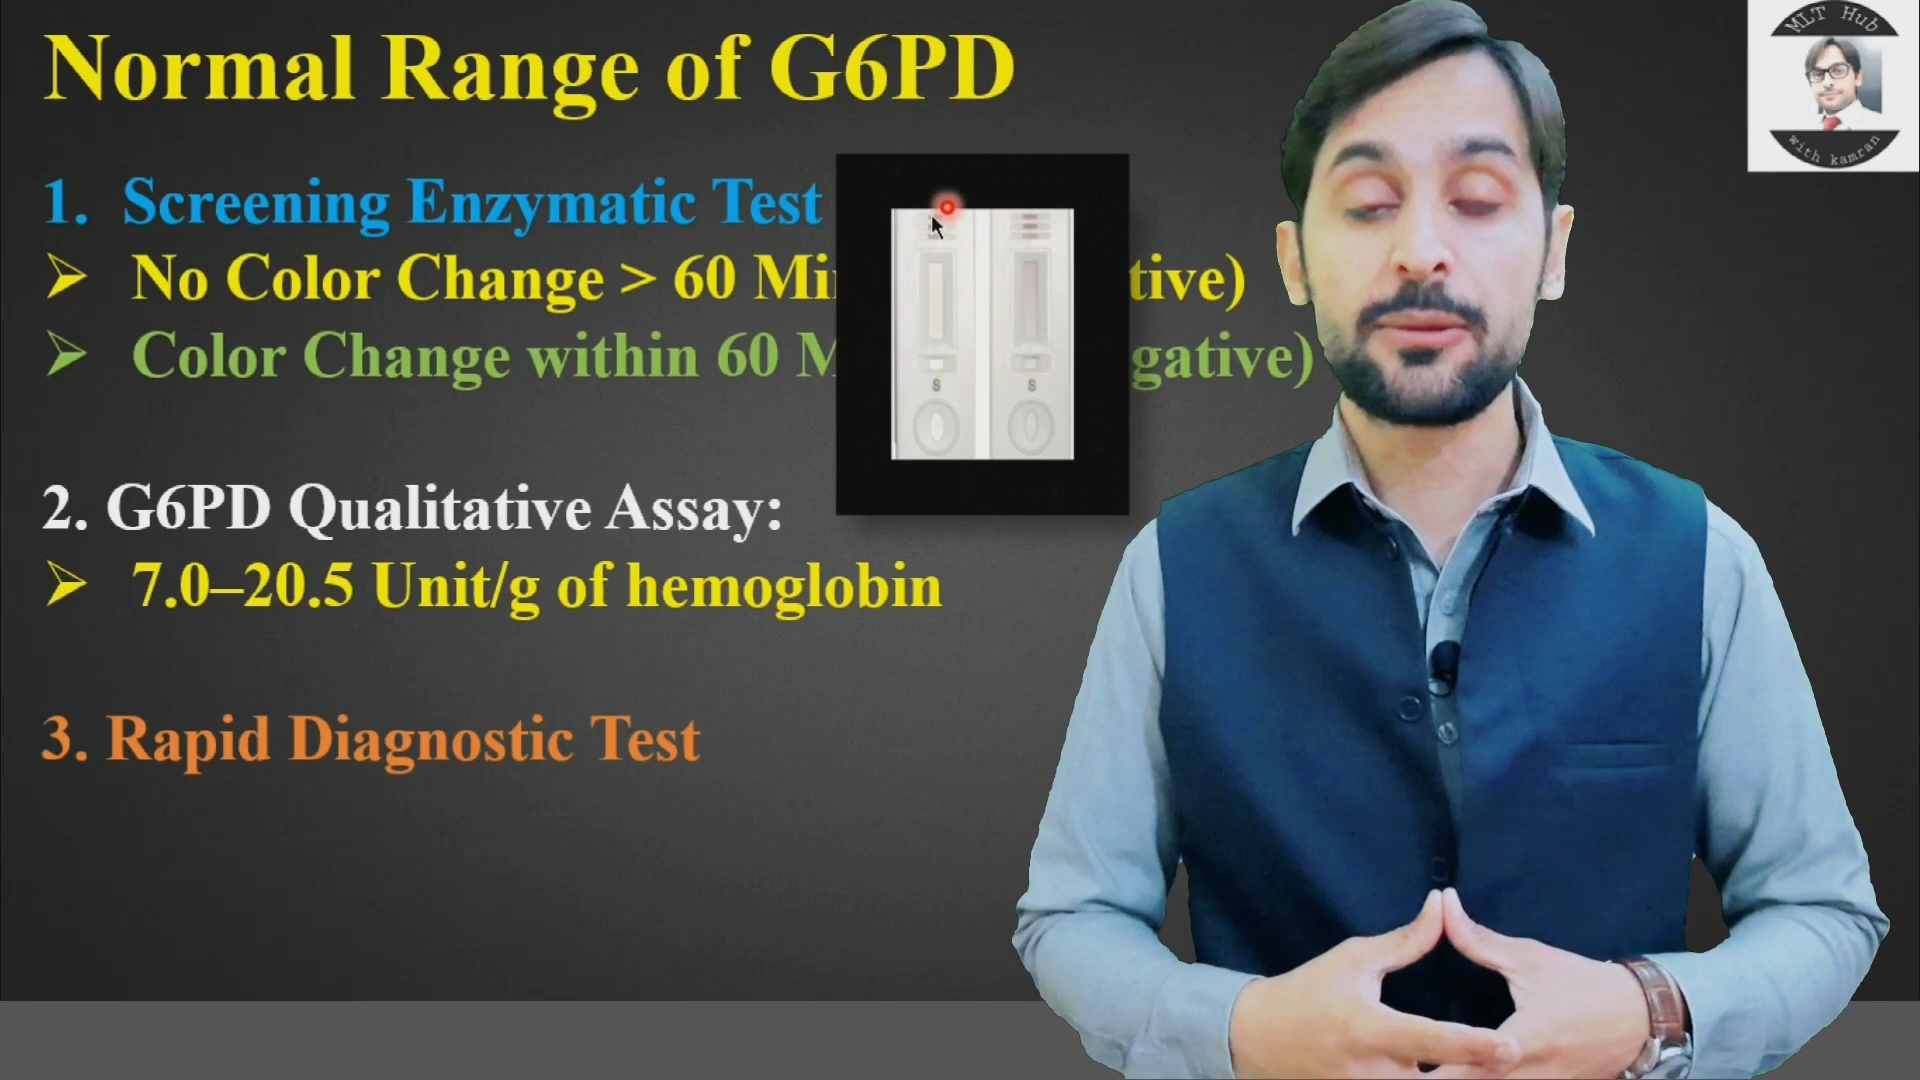 Normal Range of G6PD
MLT Hub
with kamran
1. Screening Enzymatic Test
➢ No Color Change > 60 Mi tive)
➢ Color Change within 60 M gative)
S S
2. G6PD Qualitative Assay:
➢ 7.0–20.5 Unit/g of hemoglobin
3. Rapid Diagnostic Test